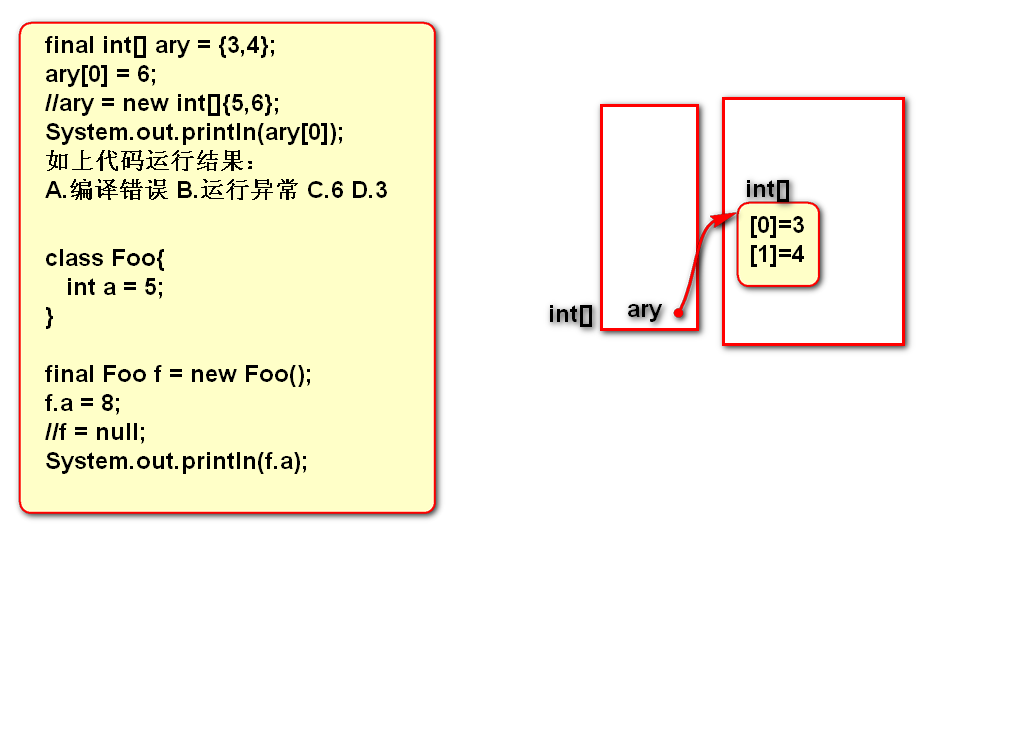 final int[] ary = {3,4};
ary[0] = 6;
//ary = new int[]{5,6};
System.out.println(ary[0]);
如上代码运行结果：
A.编译错误 B.运行异常 C.6 D.3
class Foo{
int a = 5;
}
final Foo f = new Foo();
f.a = 8;
//f = null;
System.out.println(f.a);
int[]
[0]=3
[1]=4
int[] ary